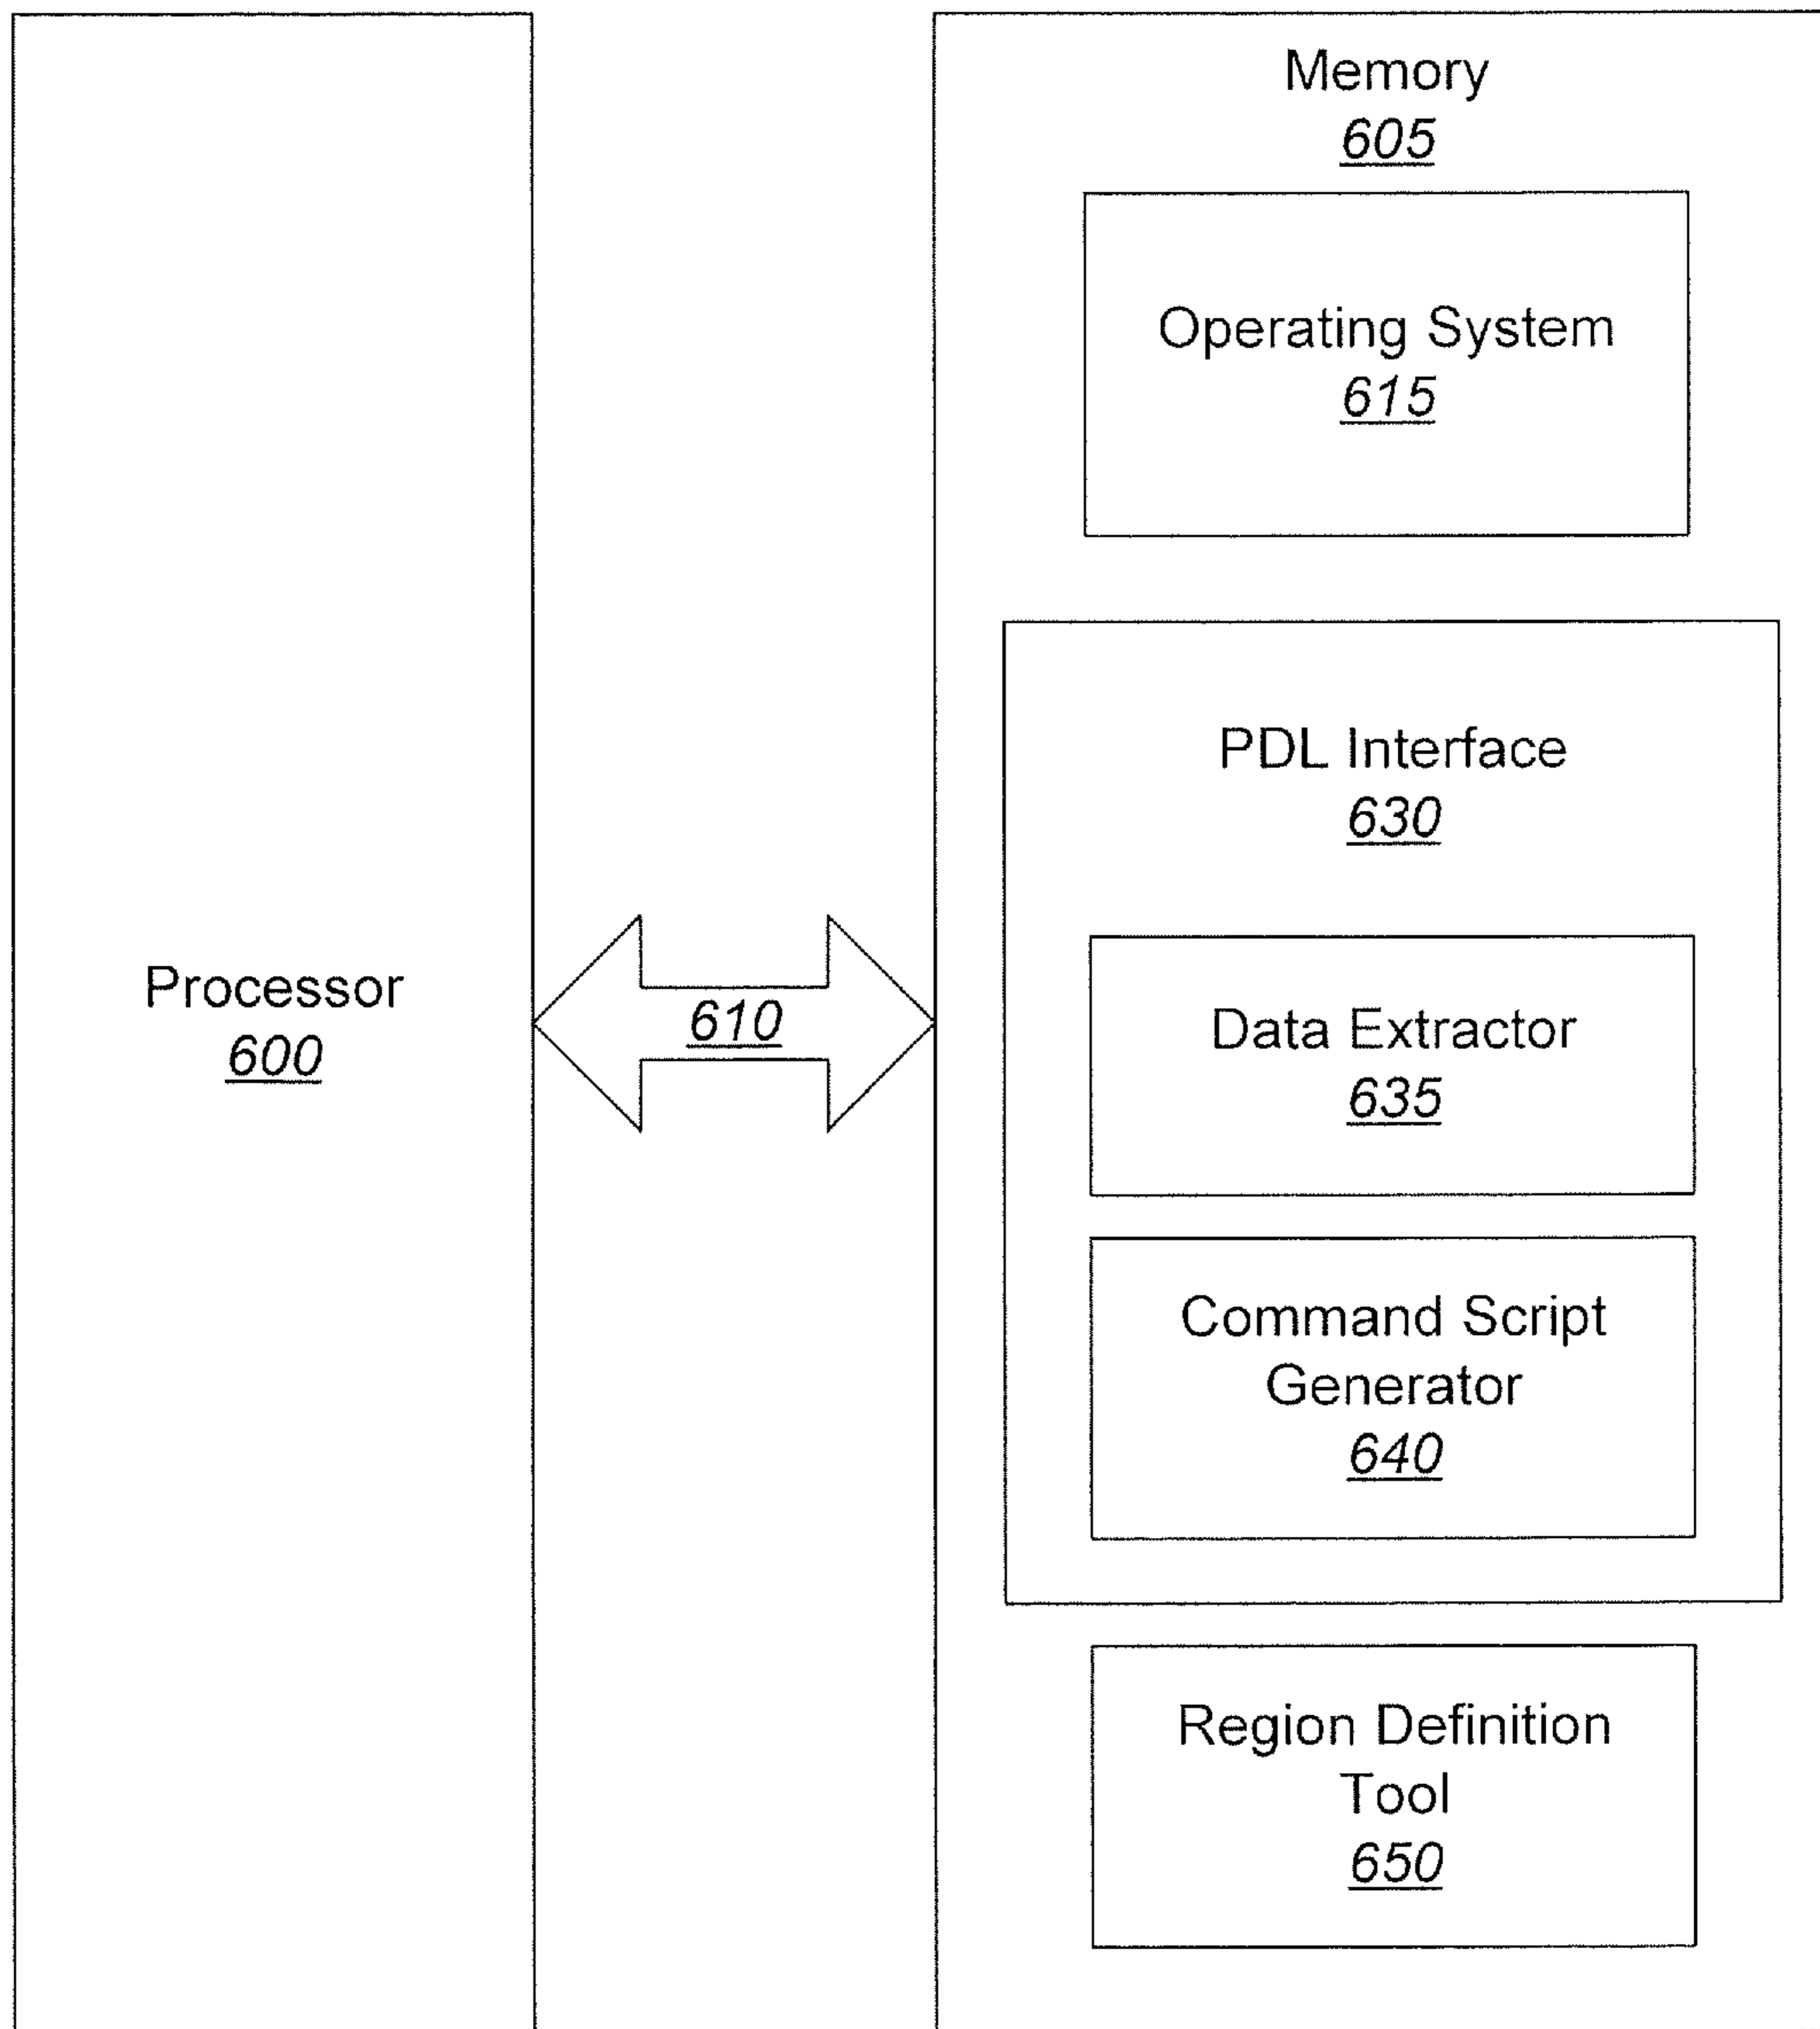 Memory
605
Operating System
615
PDL Interface
630
Processor
600
610
Data Extractor
635
Command Script
Generator
640
Region Definition
Tool
650